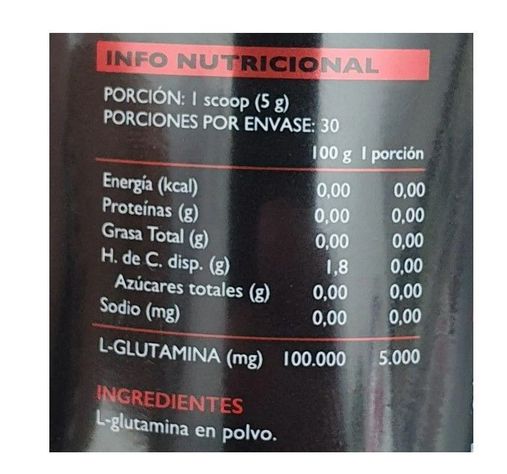 INFO NUTRICIONAL
PORCIÓN: 1 scoop (5 g)
PORCIONES POR ENVASE: 30
100 g 1 porción
Energía (kcal) 0,00 0,00
Proteínas (g) 0,00 0,00
Grasa Total (g) 0,00 0,00
H. de C. disp. (g) 1,8 0,00
Azúcares totales (g) 0,00 0,00
Sodio (mg) 0,00 0,00
L-GLUTAMINA (mg) 100.000 5.000
INGREDIENTES
L-glutamina en polvo.